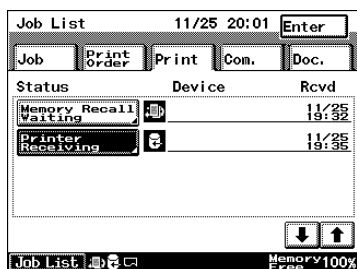 Job List 11/25 20:01 Enter
Job Print Order Print Com. Doc.
Status Device Rcvd
Memory Recall Waiting 11/25 19:32
Printer Receiving 11/25 19:35
Job List Memory Free 100%